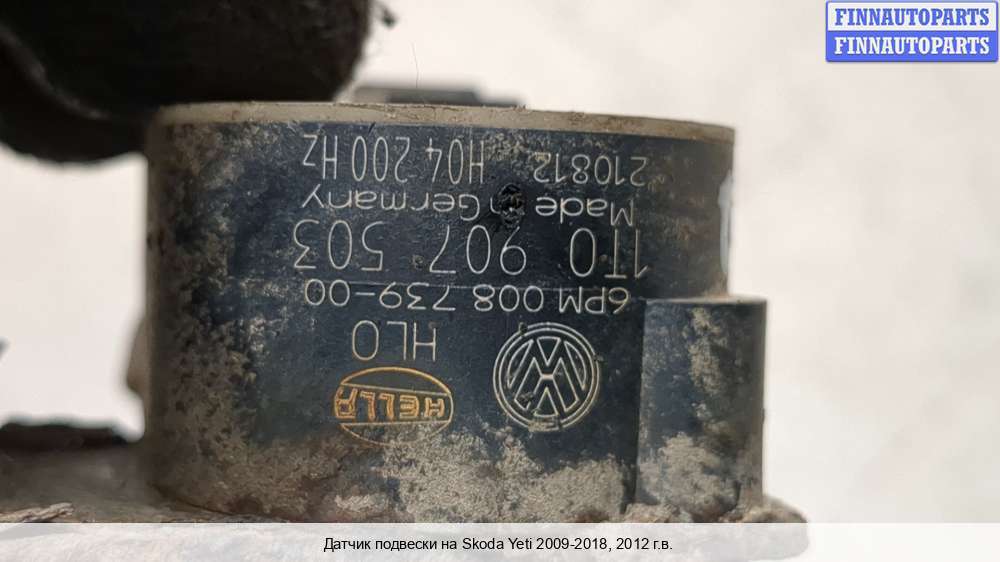 FINNAUTOPARTS
FINNAUTOPARTS
HELLA
HLO
6PM 008 739-00
1T0 907 503
Made in Germany
210812 H04 200 Hz
Датчик подвески на Skoda Yeti 2009-2018, 2012 г.в.